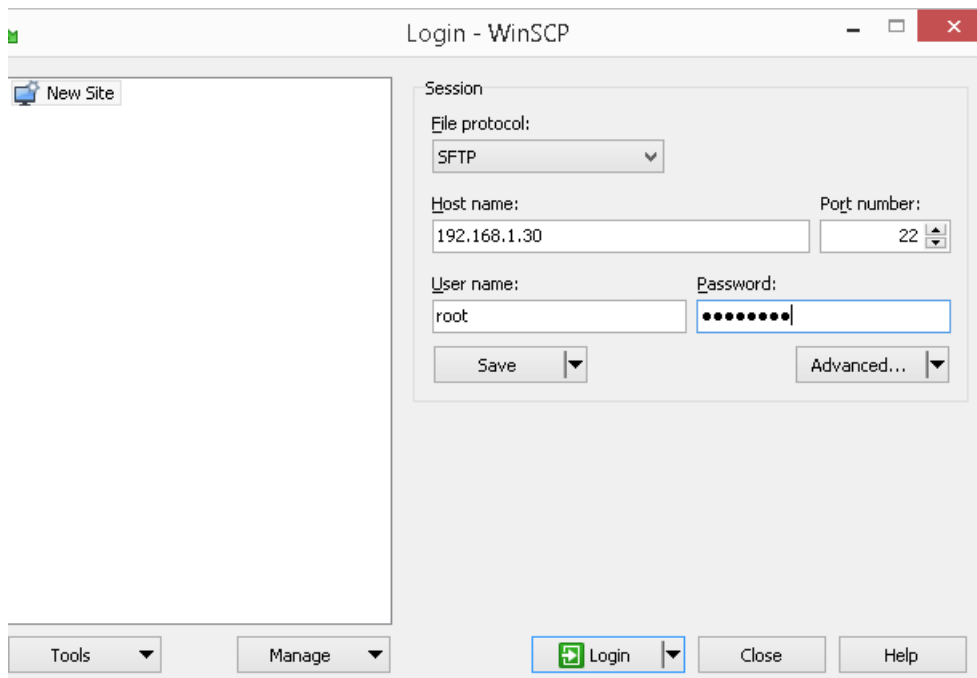 Login - WinSCP
New Site
Session
File protocol:
SFTP
Host name:
Port number:
192.168.1.30
22
User name:
Password:
root
••••••••
Save
Advanced...
Tools
Manage
Login
Close
Help